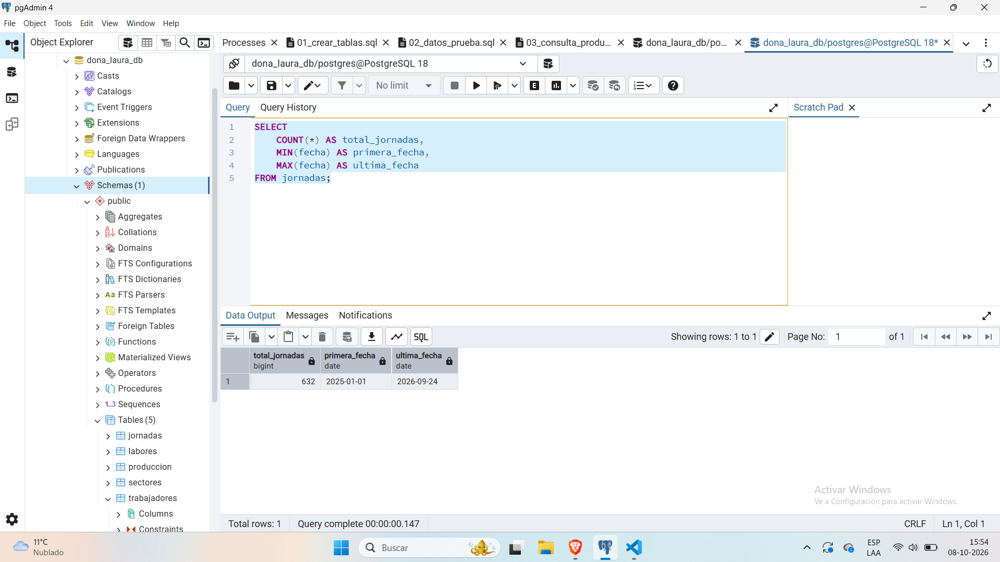 pgAdmin 4
File Object Tools Edit View Window Help
Object Explorer
Processes 01_crear_tablas.sql 02_datos_prueba.sql 03_consulta_produ... dona_laura_db/po... dona_laura_db/postgres@PostgreSQL 18*
dona_laura_db
Casts
Catalogs
Event Triggers
Extensions
Foreign Data Wrappers
Languages
Publications
Schemas (1)
public
Aggregates
Collations
Domains
FTS Configurations
FTS Dictionaries
Aa FTS Parsers
FTS Templates
Foreign Tables
Functions
Materialized Views
Operators
Procedures
1..3 Sequences
Tables (5)
jornadas
labores
produccion
sectores
trabajadores
Columns
Constraints
dona_laura_db/postgres@PostgreSQL 18
No limit
E
Query Query History
Scratch Pad
1 SELECT
2 COUNT(*) AS total_jornadas,
3 MIN(fecha) AS primera_fecha,
4 MAX(fecha) AS ultima_fecha
5 FROM jornadas;
Data Output Messages Notifications
SQL
Showing rows: 1 to 1 Page No: 1 of 1
total_jornadas primera_fecha ultima_fecha
bigint date date
1 632 2025-01-01 2026-09-24
Activar Windows
Ve a Configuración para activar Windows.
Total rows: 1 Query complete 00:00:00.147 CRLF Ln 1, Col 1
11°C
Nublado
Buscar
ESP
LAA
15:54
08-10-2026